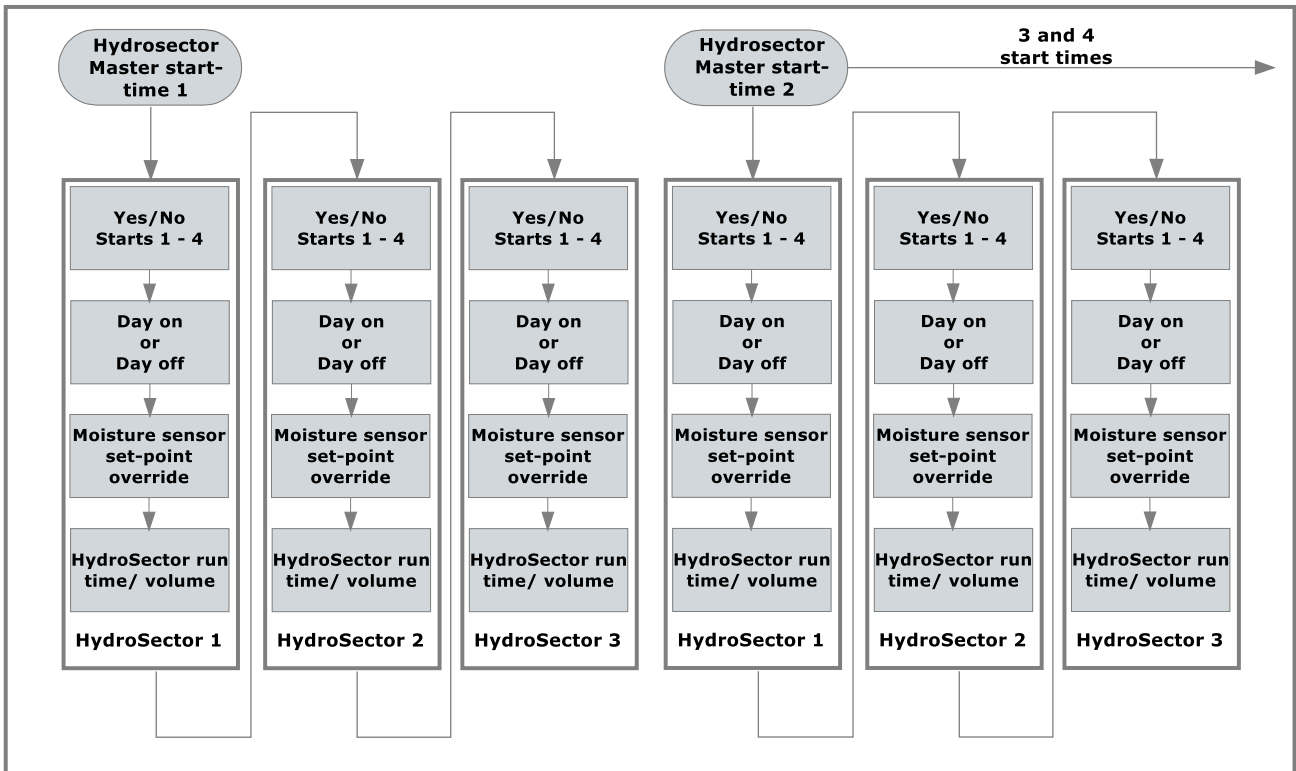 Hydrosector
Master start-
time 1
Hydrosector
Master start-
time 2
3 and 4
start times
Yes/No
Starts 1 - 4
Day on
or
Day off
Moisture sensor
set-point
override
HydroSector run
time/ volume
HydroSector 1
Yes/No
Starts 1 - 4
Day on
or
Day off
Moisture sensor
set-point
override
HydroSector run
time/ volume
HydroSector 2
Yes/No
Starts 1 - 4
Day on
or
Day off
Moisture sensor
set-point
override
HydroSector run
time/ volume
HydroSector 3
Yes/No
Starts 1 - 4
Day on
or
Day off
Moisture sensor
set-point
override
HydroSector run
time/ volume
HydroSector 1
Yes/No
Starts 1 - 4
Day on
or
Day off
Moisture sensor
set-point
override
HydroSector run
time/ volume
HydroSector 2
Yes/No
Starts 1 - 4
Day on
or
Day off
Moisture sensor
set-point
override
HydroSector run
time/ volume
HydroSector 3